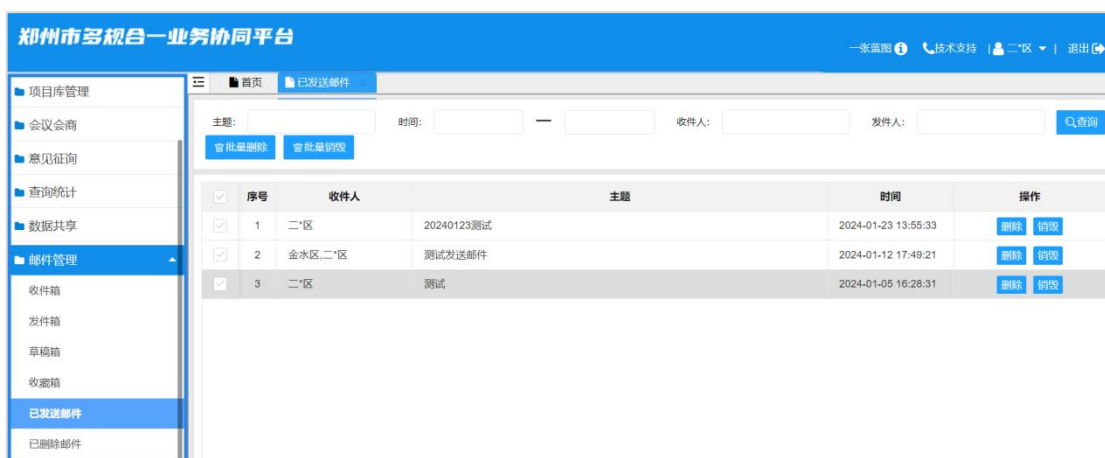 郑州市多规合一业务协同平台
一张蓝图 技术支持 | 二*区 | 退出
项目库管理
会议会商
意见征询
查询统计
数据共享
邮件管理
收件箱
发件箱
草稿箱
收藏箱
已发送邮件
已删除邮件
首页 已发送邮件
主题: 时间: — 收件人: 发件人: 查询
批量删除 批量销毁
序号 收件人 主题 时间 操作
1 二*区 20240123测试 2024-01-23 13:55:33 删除 销毁
2 金水区,二*区 测试发送邮件 2024-01-12 17:49:21 删除 销毁
3 二*区 测试 2024-01-05 16:28:31 删除 销毁